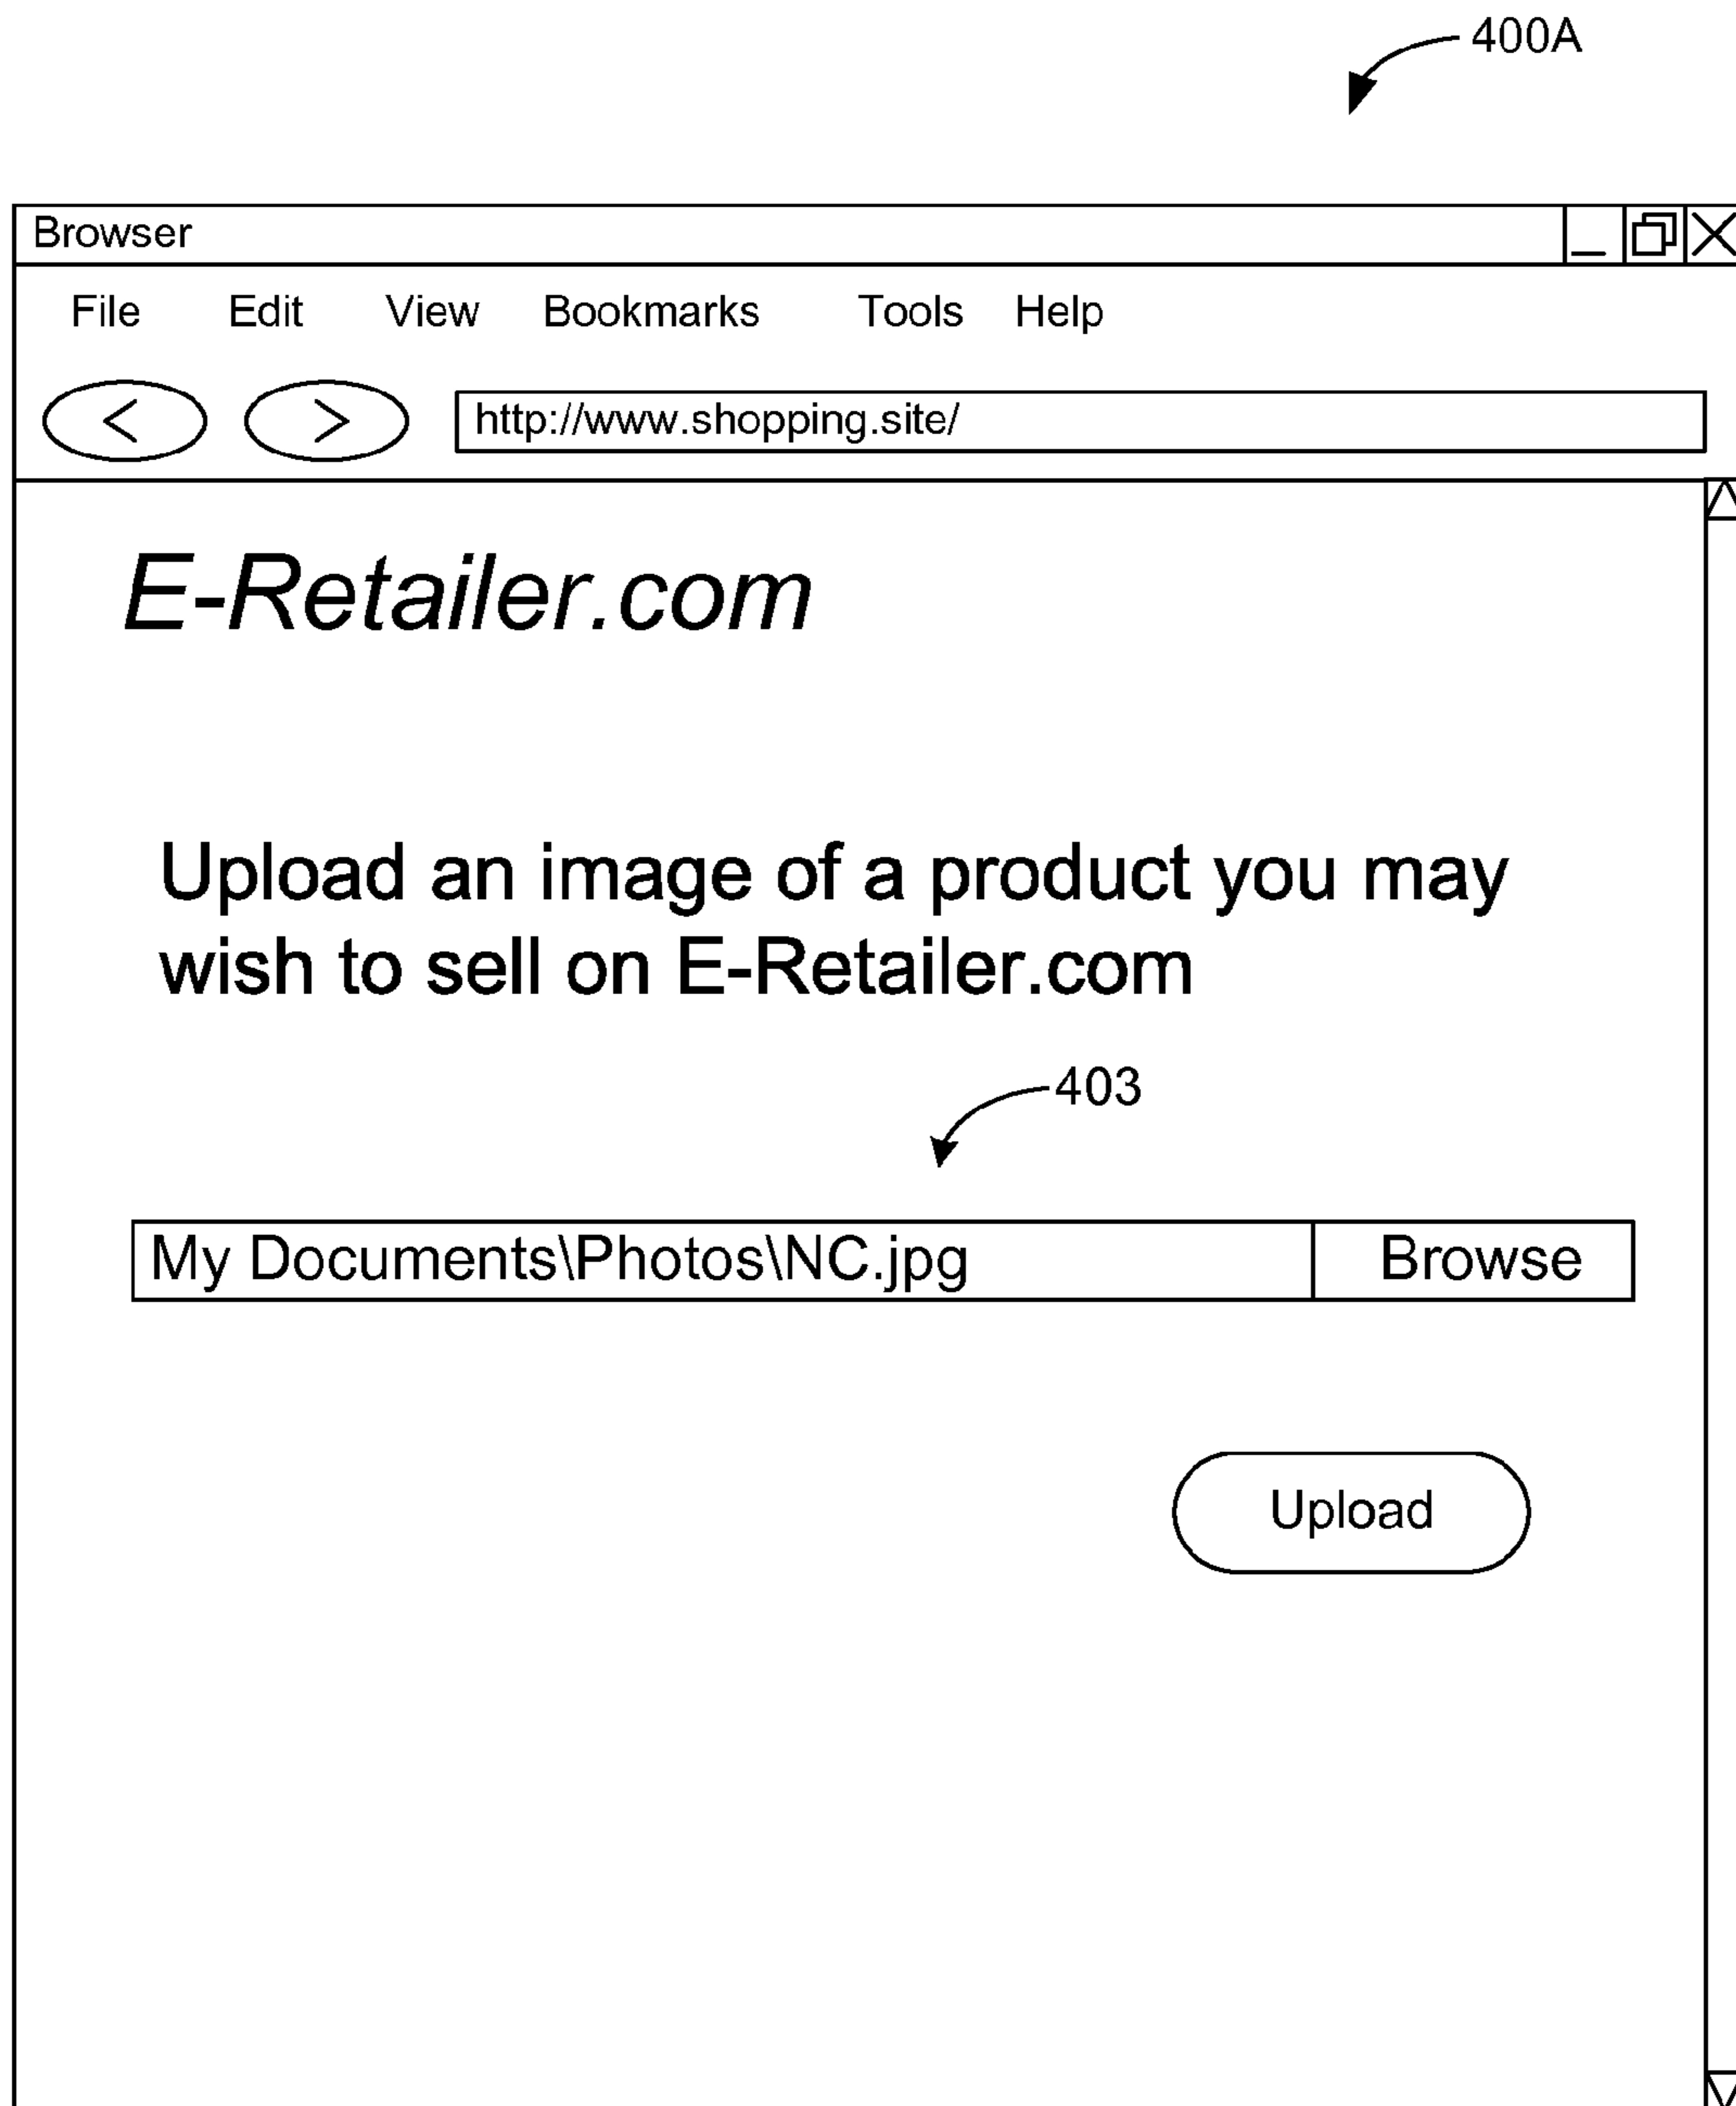 400A
Browser
File Edit View Bookmarks Tools Help
< > http://www.shopping.site/
E-Retailer.com
Upload an image of a product you may
wish to sell on E-Retailer.com
403
My Documents\Photos\NC.jpg Browse
Upload